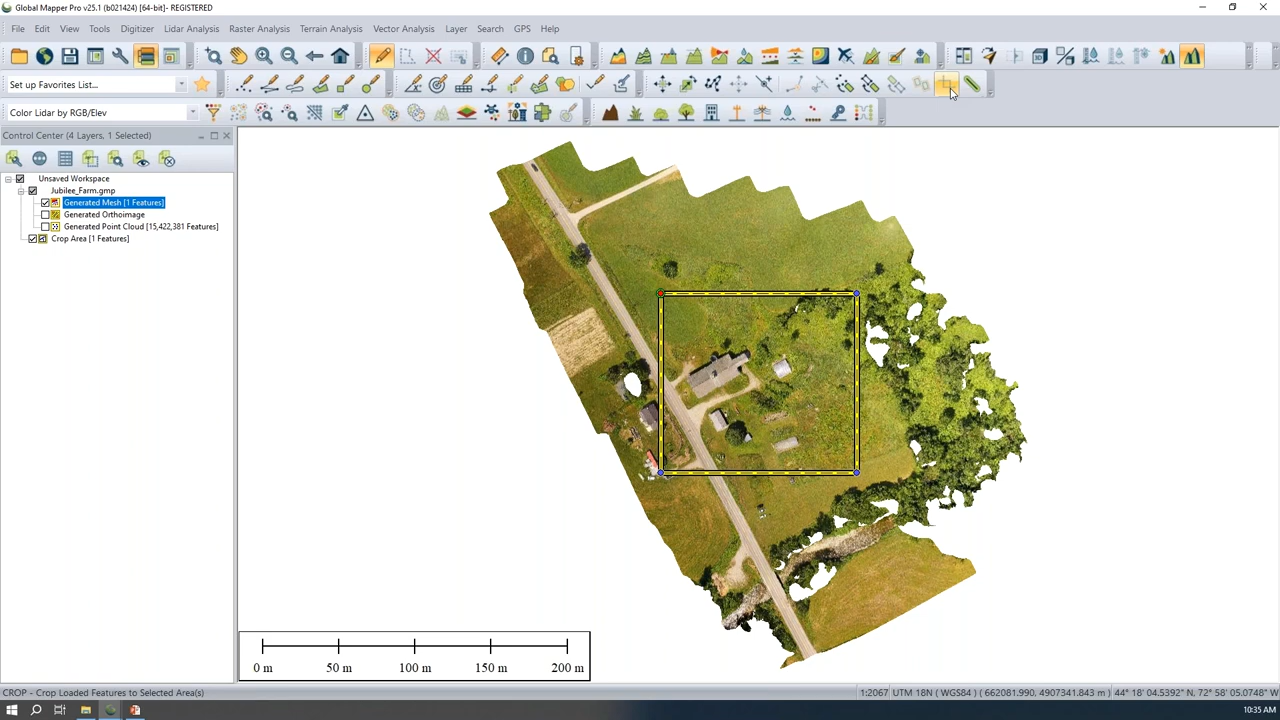 Global Mapper Pro v25.1 (b021424) [64-bit]- REGISTERED
File Edit View Tools Digitizer Lidar Analysis Raster Analysis Terrain Analysis Vector Analysis Layer Search GPS Help
Set up Favorites List...
Color Lidar by RGB/Elev
Control Center (4 Layers, 1 Selected)
Unsaved Workspace
Jubilee_Farm.gmp
Generated Mesh [1 Features]
Generated Orthoimage
Generated Point Cloud [15,422,381 Features]
Crop Area [1 Features]
0 m 50 m 100 m 150 m 200 m
CROP - Crop Loaded Features to Selected Area(s) 1:2067 UTM 18N ( WGS84 ) ( 662081.990, 4907341.843 m ) 44° 18' 04.5392" N, 72° 58' 05.0748" W
10:35 AM